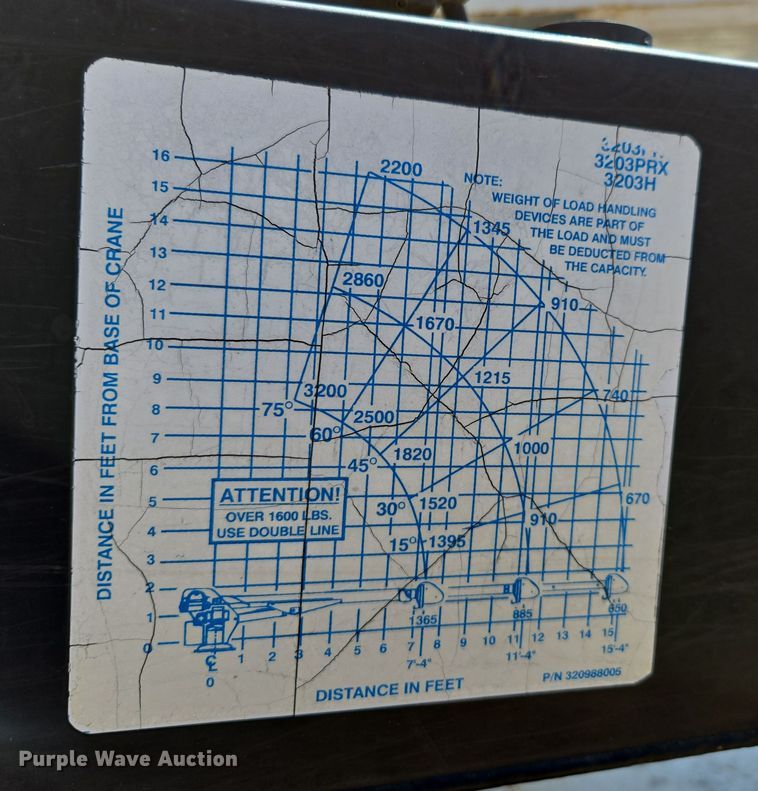 3203PRX
3203H
NOTE:
WEIGHT OF LOAD HANDLING
DEVICES ARE PART OF
THE LOAD AND MUST
BE DEDUCTED FROM
THE CAPACITY.
DISTANCE IN FEET FROM BASE OF CRANE
16
15
14
13
12
11
10
9
8
7
6
5
4
3
2
1
0
2200
1345
910
740
670
2860
1670
1215
1000
910
3200
2500
1820
1520
1395
75°
60°
45°
30°
15°
ATTENTION!
OVER 1600 LBS.
USE DOUBLE LINE
1365
885
650
℄
0
1 2 3 4 5 6 7 8 9 10 11 12 13 14 15
7'-4"
11'-4"
15'-4"
DISTANCE IN FEET
P/N 320988005
Purple Wave Auction